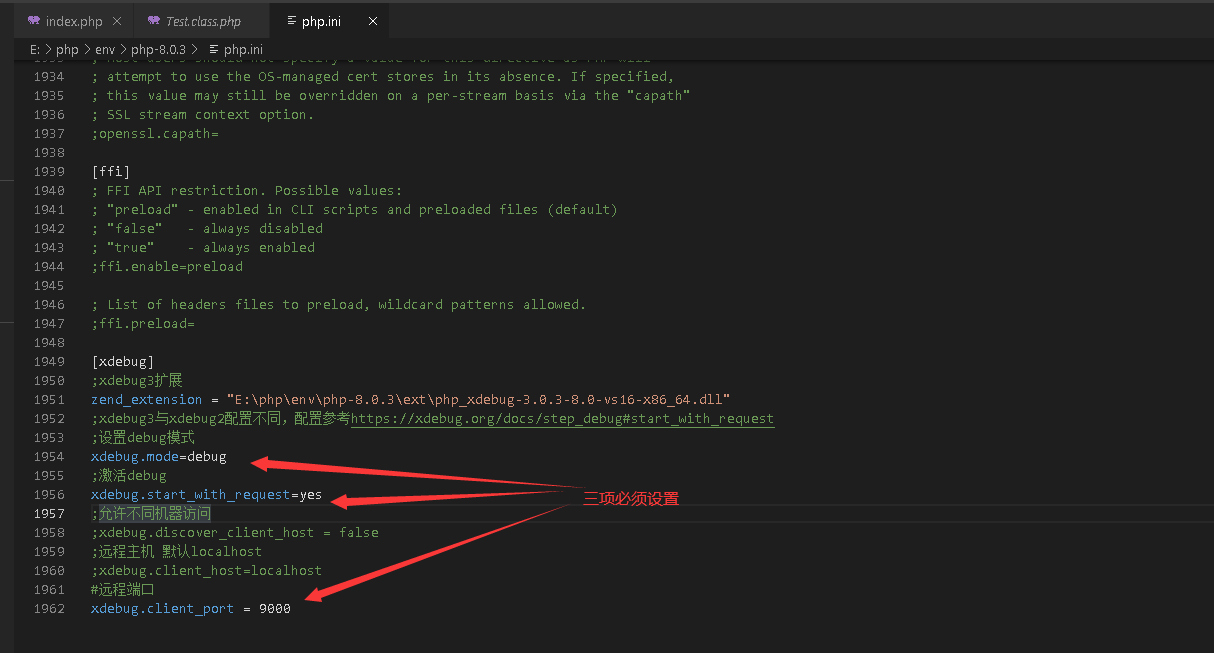 index.php
Test.class.php
php.ini
E: > php > env > php-8.0.3 > php.ini
1934 ; attempt to use the OS-managed cert stores in its absence. If specified,
1935 ; this value may still be overridden on a per-stream basis via the "capath"
1936 ; SSL stream context option.
1937 ;openssl.capath=
1938
1939 [ffi]
1940 ; FFI API restriction. Possible values:
1941 ; "preload" - enabled in CLI scripts and preloaded files (default)
1942 ; "false"   - always disabled
1943 ; "true"    - always enabled
1944 ;ffi.enable=preload
1945
1946 ; List of headers files to preload, wildcard patterns allowed.
1947 ;ffi.preload=
1948
1949 [xdebug]
1950 ;xdebug3扩展
1951 zend_extension = "E:\php\env\php-8.0.3\ext\php_xdebug-3.0.3-8.0-vs16-x86_64.dll"
1952 ;xdebug3与xdebug2配置不同，配置参考https://xdebug.org/docs/step_debug#start_with_request
1953 ;设置debug模式
1954 xdebug.mode=debug
1955 ;激活debug
1956 xdebug.start_with_request=yes
三项必须设置
1957 ;允许不同机器访问
1958 ;xdebug.discover_client_host = false
1959 ;远程主机 默认localhost
1960 ;xdebug.client_host=localhost
1961 #远程端口
1962 xdebug.client_port = 9000